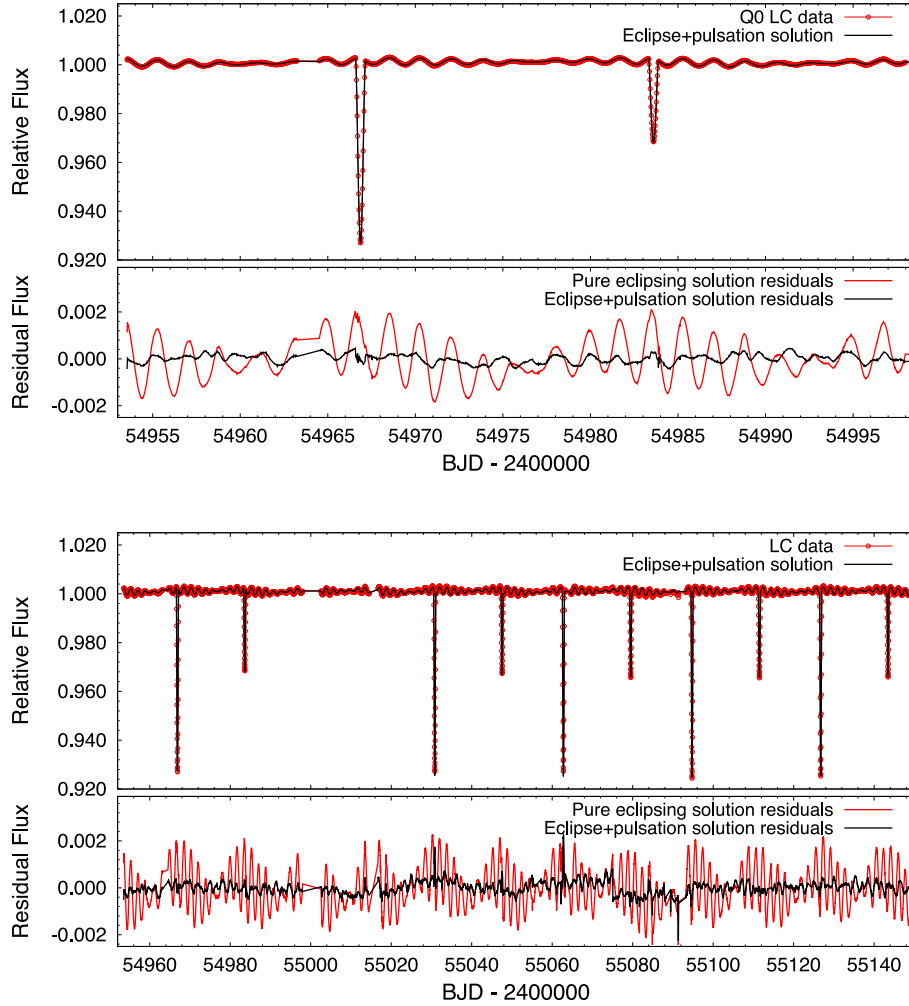 1.020
1.000
0.980
0.960
0.940
0.920
Relative Flux
Q0 LC data
Eclipse+pulsation solution
0.002
0.000
-0.002
Residual Flux
Pure eclipsing solution residuals
Eclipse+pulsation solution residuals
54955 54960 54965 54970 54975 54980 54985 54990 54995
BJD - 2400000
1.020
1.000
0.980
0.960
0.940
0.920
Relative Flux
LC data
Eclipse+pulsation solution
0.002
0.000
-0.002
Residual Flux
Pure eclipsing solution residuals
Eclipse+pulsation solution residuals
54960 54980 55000 55020 55040 55060 55080 55100 55120 55140
BJD - 2400000